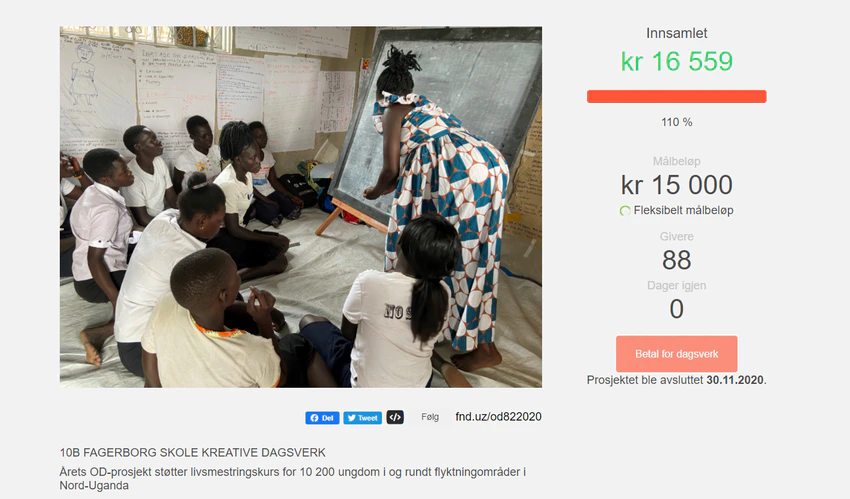 NO S
Innsamlet
kr 16 559
110 %
Målbeløp
kr 15 000
Fleksibelt målbeløp
Givere
88
Dager igjen
0
Betal for dagsverk
Prosjektet ble avsluttet 30.11.2020.
Del Tweet </> Følg fnd.uz/od822020
10B FAGERBORG SKOLE KREATIVE DAGSVERK
Årets OD-prosjekt støtter livsmestringskurs for 10 200 ungdom i og rundt flyktningområder i
Nord-Uganda